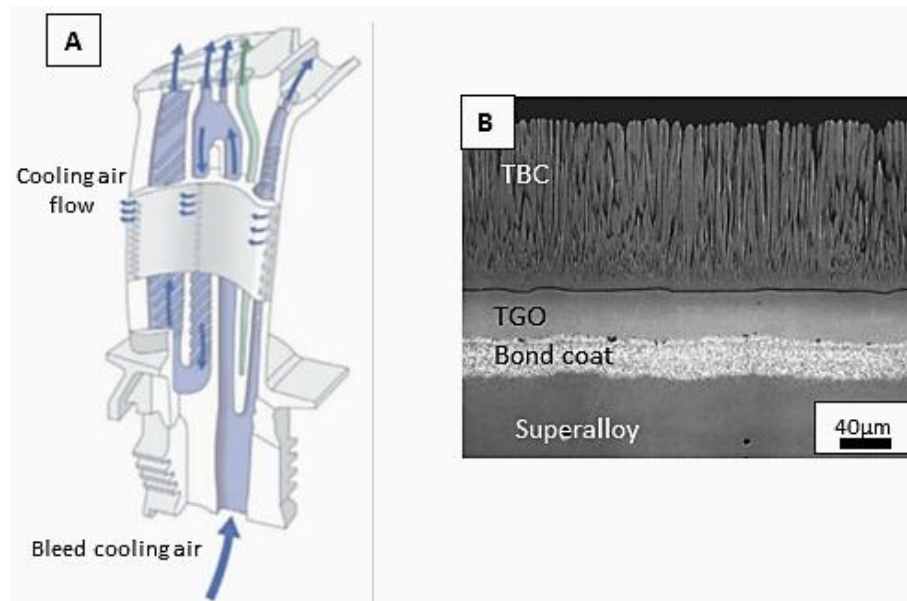 A
Cooling air
flow
Bleed cooling air
B
TBC
TGO
Bond coat
Superalloy
40µm